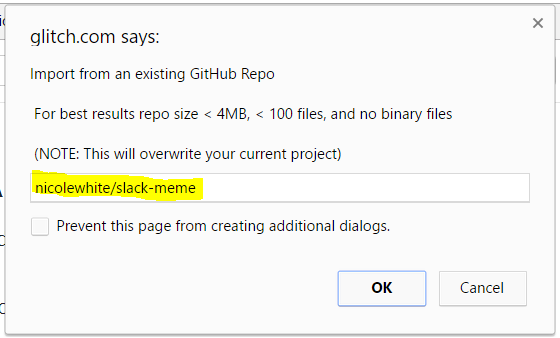 glitch.com says:
Import from an existing GitHub Repo
For best results repo size < 4MB, < 100 files, and no binary files
(NOTE: This will overwrite your current project)
nicolewhite/slack-meme
Prevent this page from creating additional dialogs.
OK
Cancel